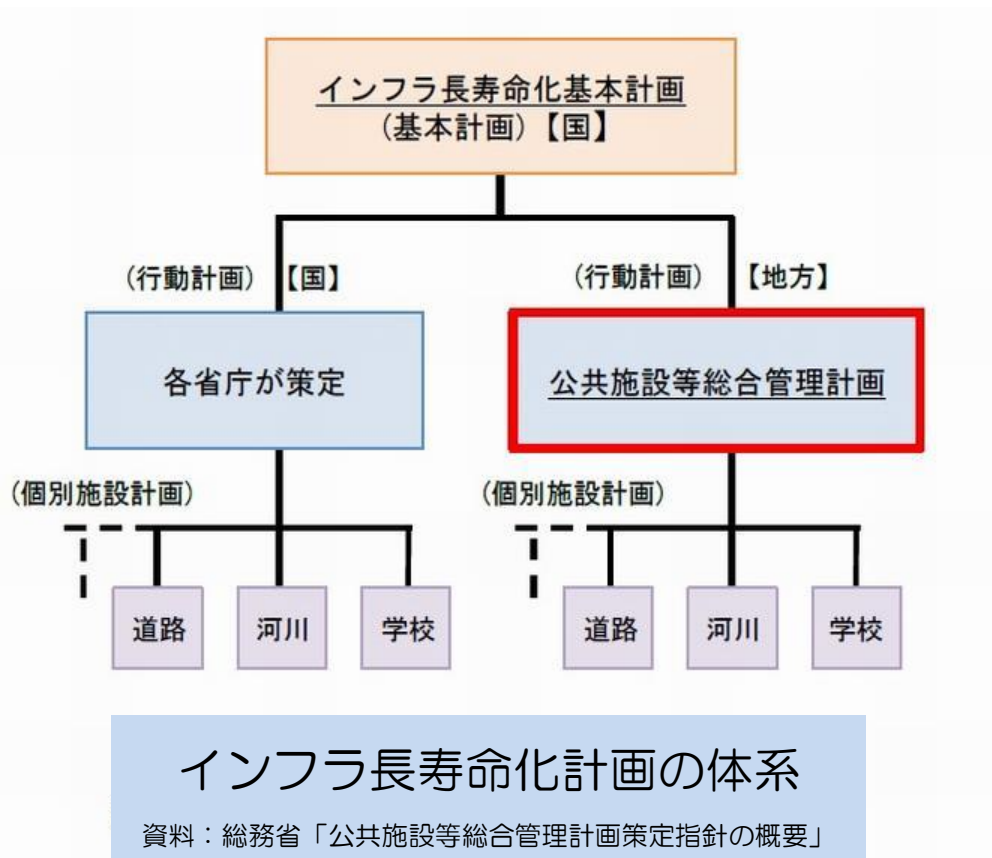 インフラ長寿命化基本計画
(基本計画)【国】
(行動計画) 【国】
(行動計画) 【地方】
各省庁が策定
公共施設等総合管理計画
(個別施設計画)
(個別施設計画)
道路
河川
学校
道路
河川
学校
インフラ長寿命化計画の体系
資料：総務省「公共施設等総合管理計画策定指針の概要」